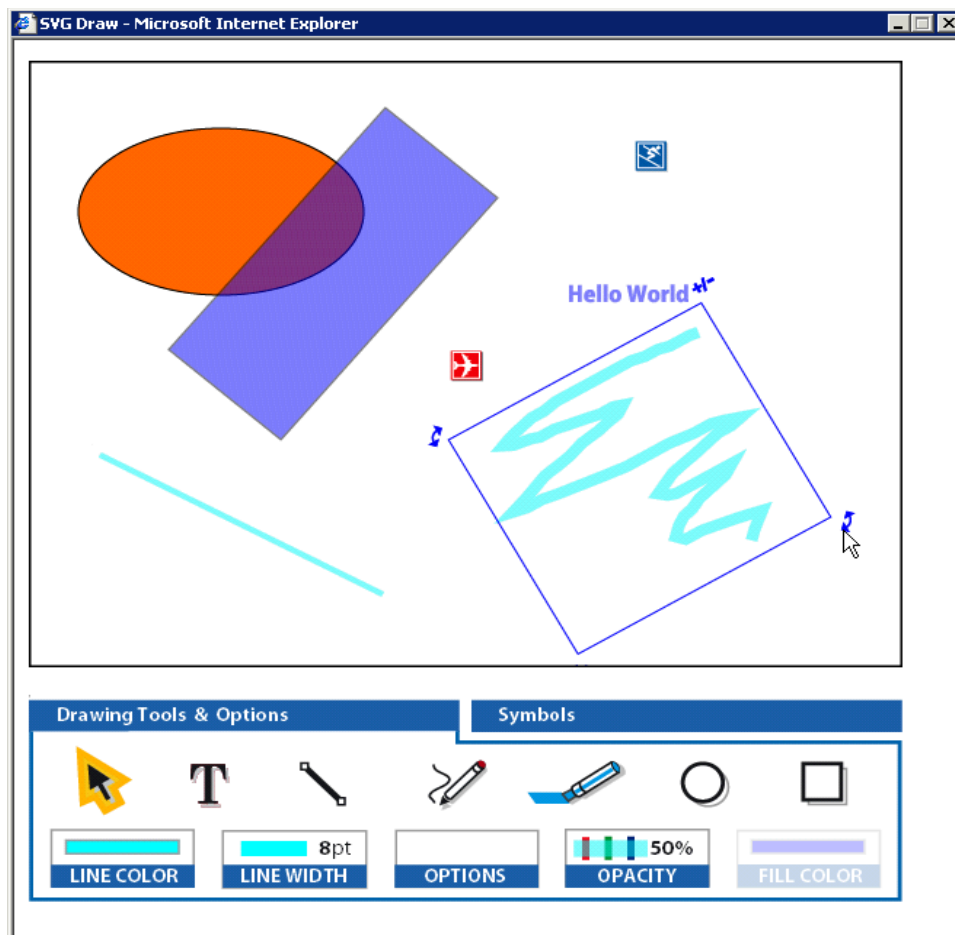 SVG Draw - Microsoft Internet Explorer
Hello World +/-
Drawing Tools & Options
Symbols
T
8pt
50%
LINE COLOR
LINE WIDTH
OPTIONS
OPACITY
FILL COLOR